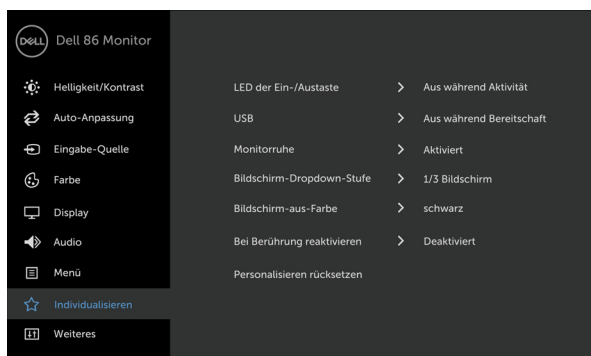 DELL Dell 86 Monitor
Helligkeit/Kontrast LED der Ein-/Austaste Aus während Aktivität
Auto-Anpassung USB Aus während Bereitschaft
Eingabe-Quelle Monitorruhe Aktiviert
Farbe Bildschirm-Dropdown-Stufe 1/3 Bildschirm
Display Bildschirm-aus-Farbe schwarz
Audio Bei Berührung reaktivieren Deaktiviert
Menü Personalisieren rücksetzen
Individualisieren
Weiteres